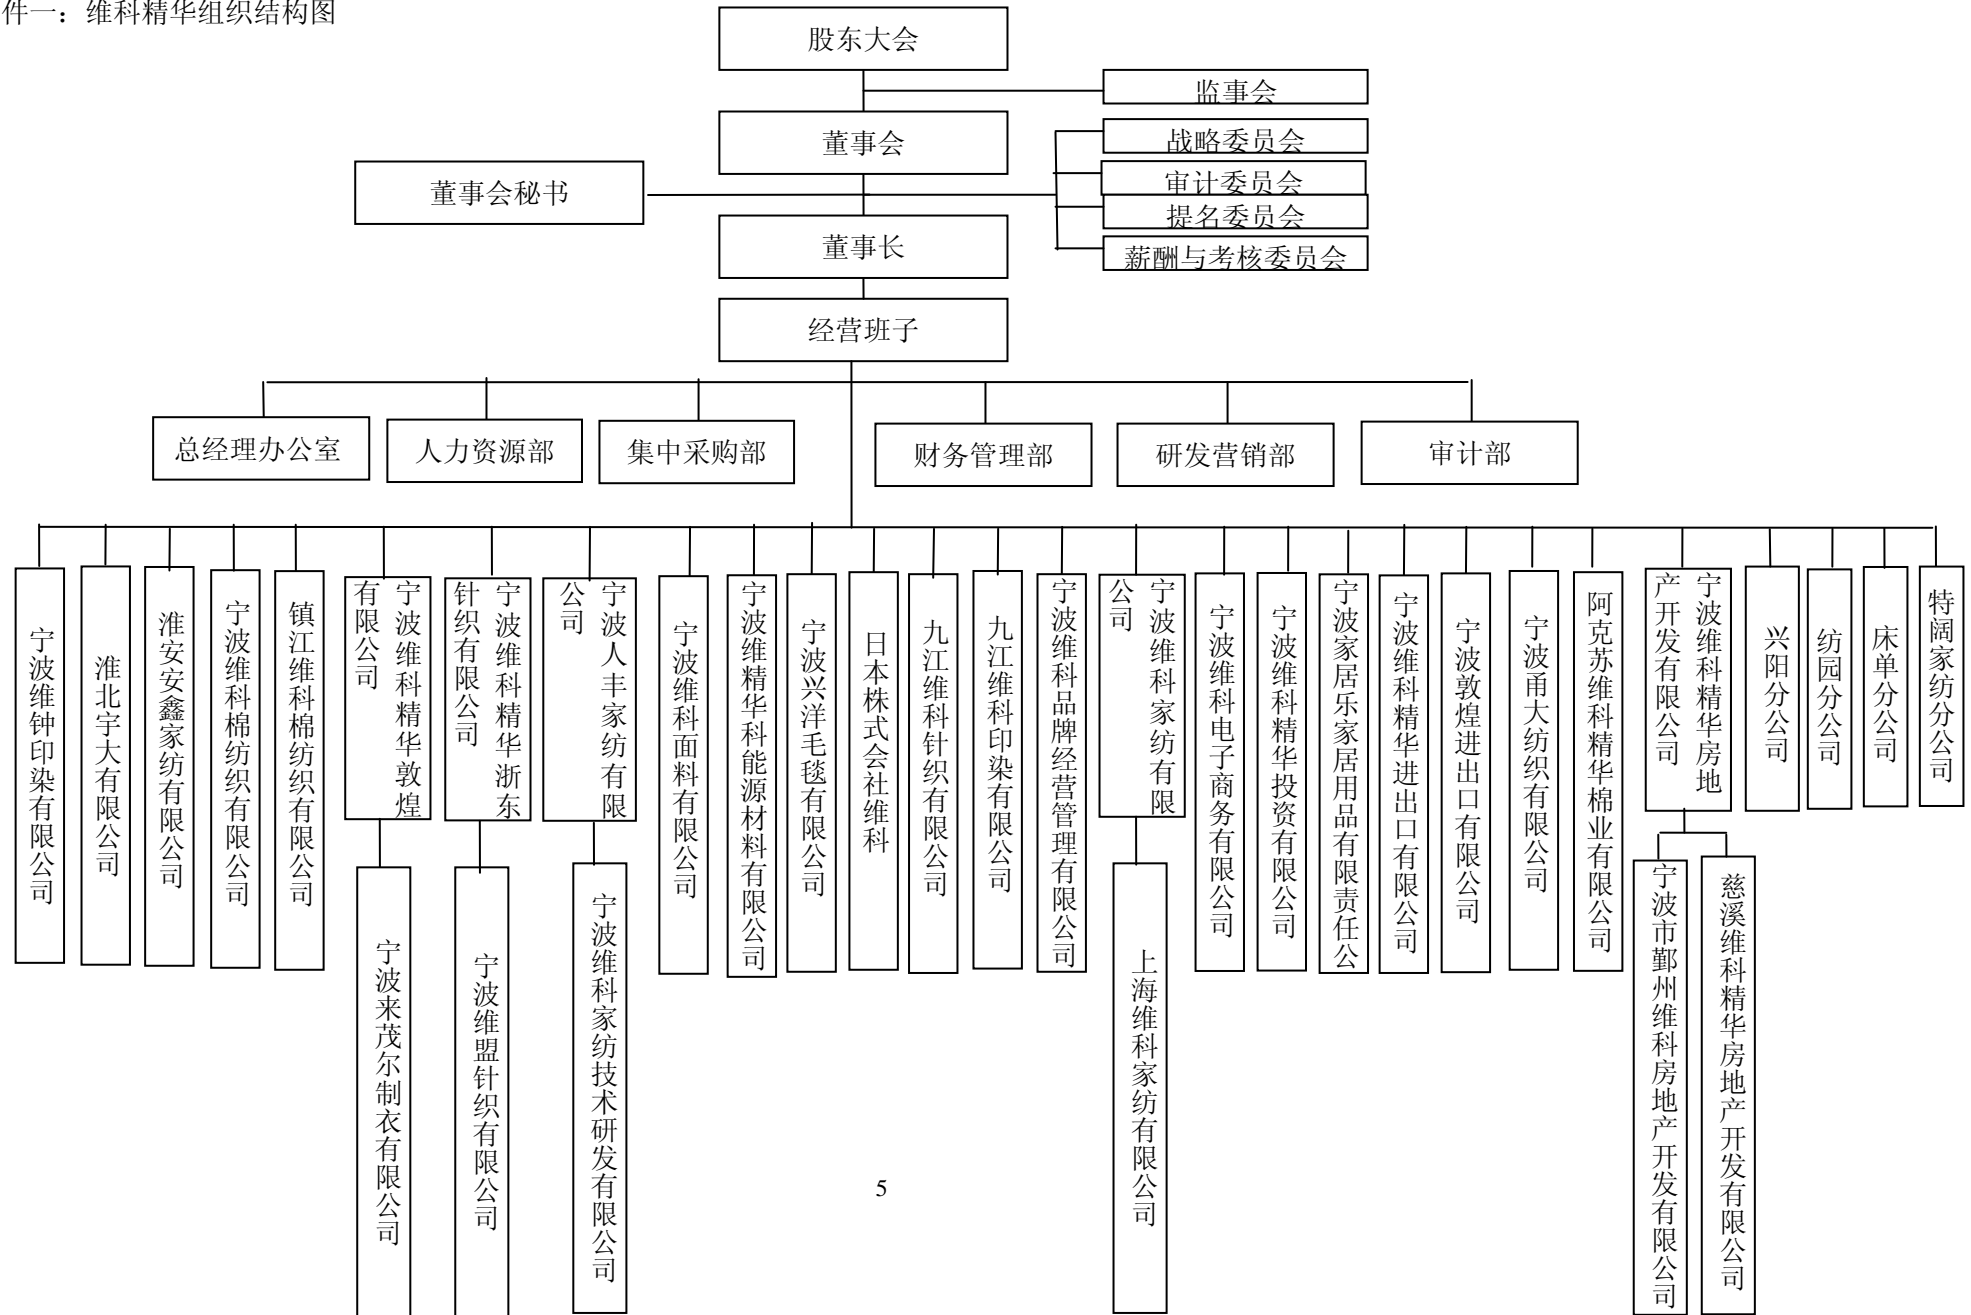 件一：维科精华组织结构图
股东大会
监事会
董事会
战略委员会
审计委员会
董事会秘书
提名委员会
董事长
薪酬与考核委员会
经营班子
总经理办公室
人力资源部
集中采购部
财务管理部
研发营销部
审计部
宁波维钟印染有限公司
淮北宇大有限公司
淮安安鑫家纺有限公司
宁波维科棉纺织有限公司
镇江维科棉纺织有限公司
宁波维科精华敦煌
有限公司
宁波维科精华浙东
针织有限公司
宁波人丰家纺有限
公司
宁波维科面料有限公司
宁波维精华科能源材料有限公司
宁波兴洋毛毯有限公司
日本株式会社维科
九江维科针织有限公司
九江维科印染有限公司
宁波维科品牌经营管理有限公司
宁波维科家纺有限
公司
宁波维科电子商务有限公司
宁波维科精华投资有限公司
宁波家居乐家居用品有限责任公
宁波维科精华进出口有限公司
宁波敦煌进出口有限公司
宁波甬大纺织有限公司
阿克苏维科精华棉业有限公司
宁波维科精华房地
产开发有限公司
兴阳分公司
纺园分公司
床单分公司
特阔家纺分公司
宁波来茂尔制衣有限公司
宁波维盟针织有限公司
宁波维科家纺技术研发有限公司
上海维科家纺有限公司
宁波市鄞州维科房地产开发有限公司
慈溪维科精华房地产开发有限公司
5